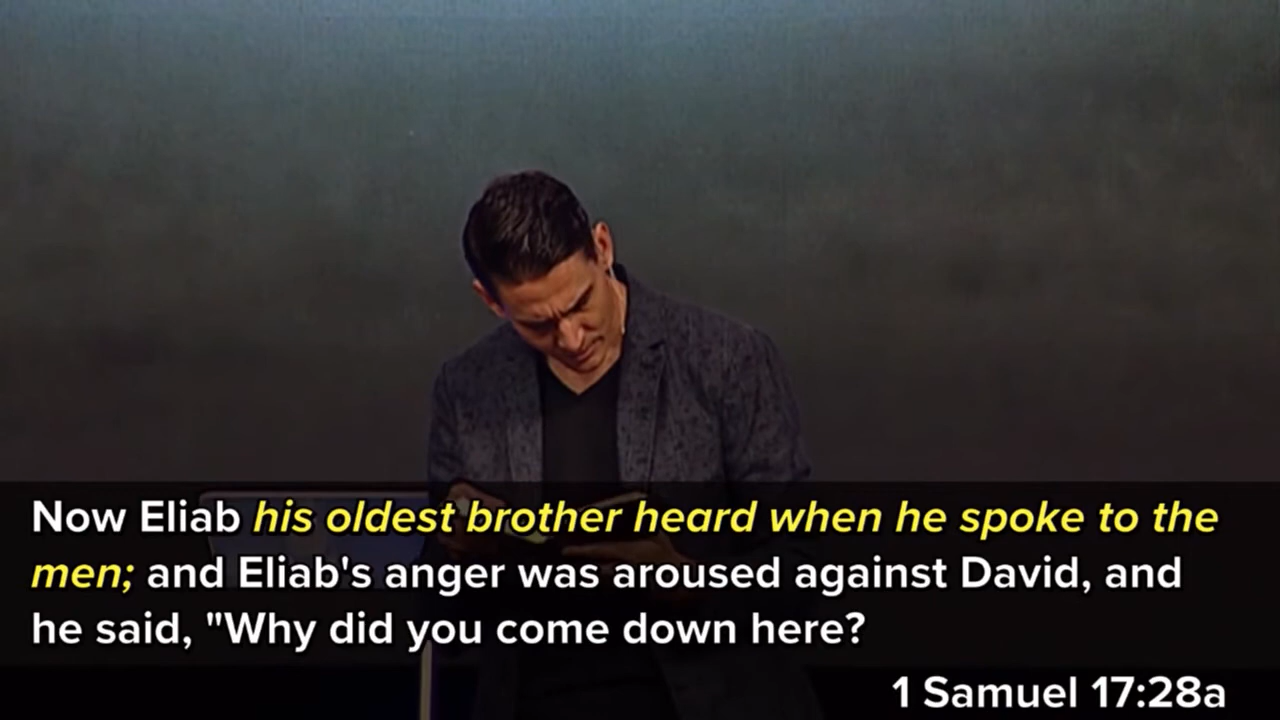 Now Eliab his oldest brother heard when he spoke to the
men; and Eliab's anger was aroused against David, and
he said, "Why did you come down here?
1 Samuel 17:28a